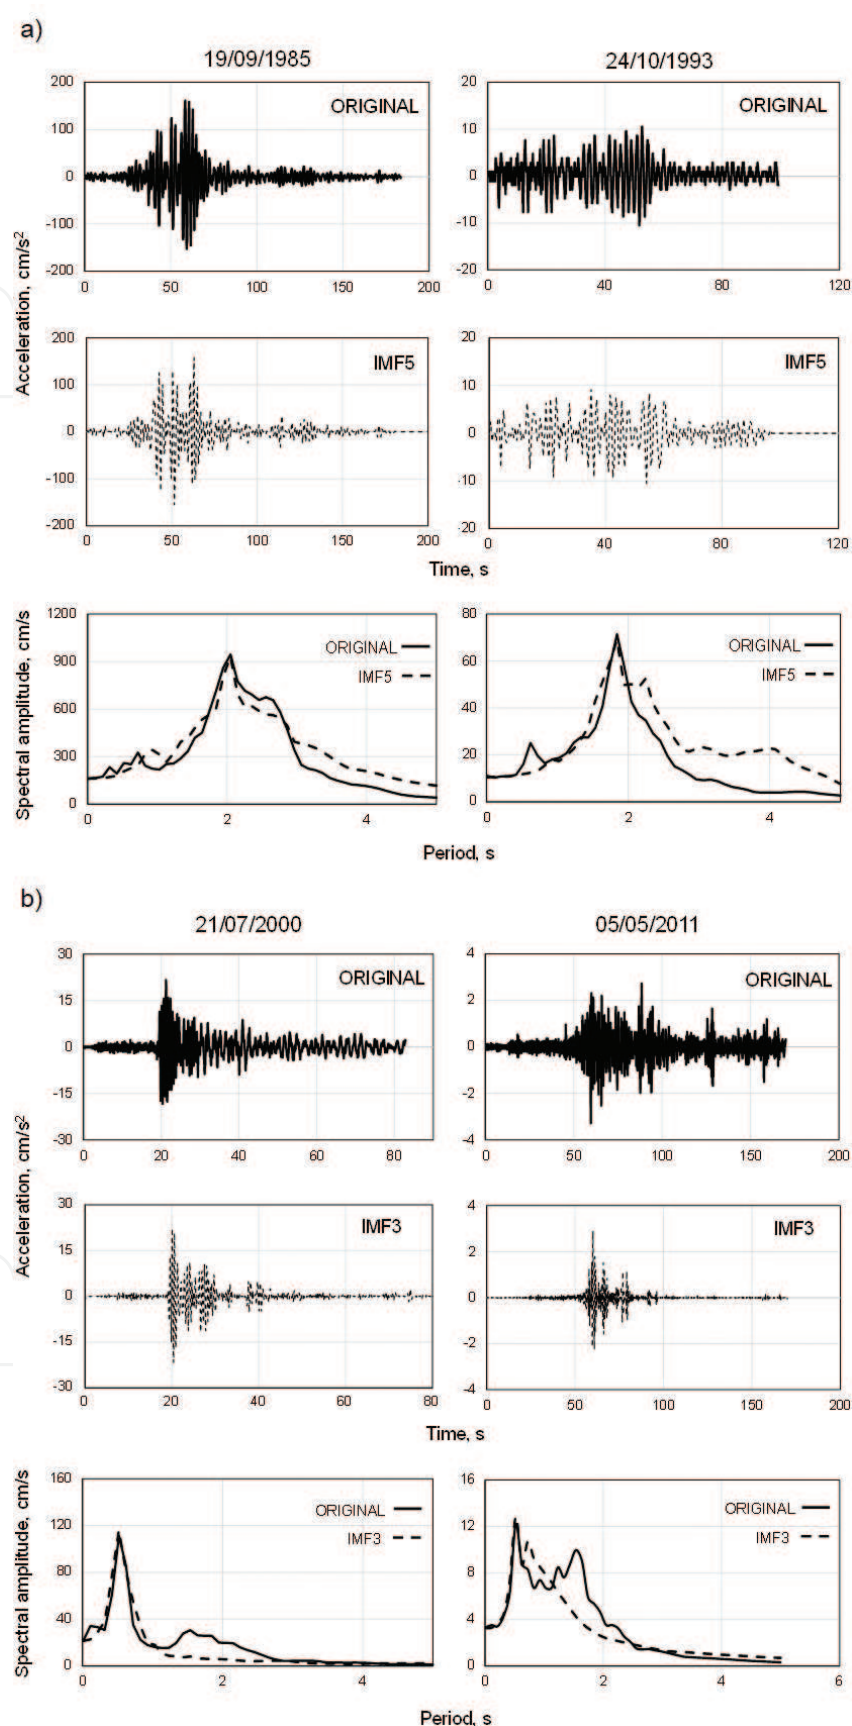 a)
19/09/1985
24/10/1993
Acceleration, cm/s²
200
100
0
-100
-200
ORIGINAL
0 50 100 150 200
20
10
0
-10
-20
ORIGINAL
0 40 80 120
200
100
0
-100
-200
IMF5
0 50 100 150 200
20
10
0
-10
-20
IMF5
0 40 80 120
Time, s
Spectral amplitude, cm/s
1200
900
600
300
0
ORIGINAL
IMF5
0 2 4
80
60
40
20
0
ORIGINAL
IMF5
0 2 4
Period, s
b)
21/07/2000
05/05/2011
Acceleration, cm/s²
30
15
0
-15
-30
ORIGINAL
0 20 40 60 80
4
2
0
-2
-4
ORIGINAL
0 50 100 150 200
30
15
0
-15
-30
IMF3
0 20 40 60 80
4
2
0
-2
-4
IMF3
0 50 100 150 200
Time, s
Spectral amplitude, cm/s
160
120
80
40
0
ORIGINAL
IMF3
0 2 4
16
12
8
4
0
ORIGINAL
IMF3
0 2 4 6
Period, s